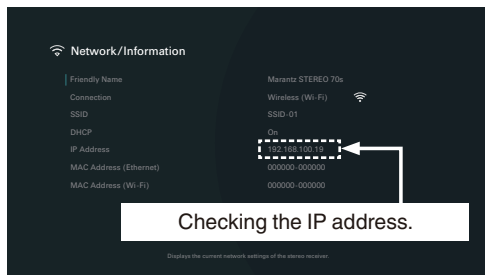 Network/Information
Friendly Name Marantz STEREO 70s
Connection Wireless (Wi-Fi)
SSID SSID-01
DHCP On
IP Address 192.168.100.19
MAC Address (Ethernet) 000000-000000
MAC Address (Wi-Fi) 000000-000000
Checking the IP address.
Displays the current network settings of the stereo receiver.